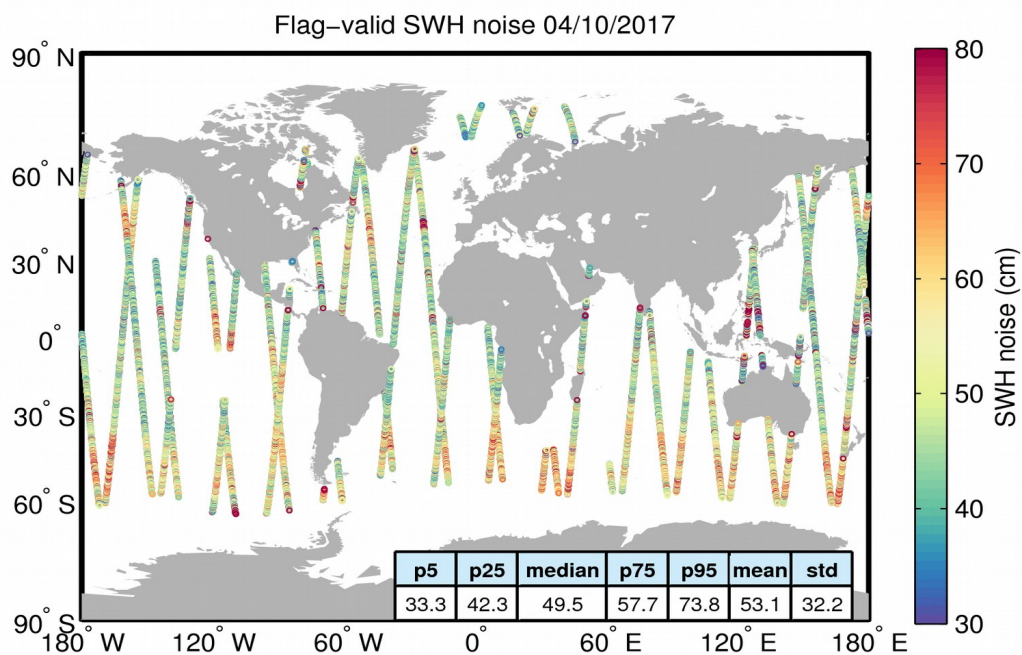 Flag−valid SWH noise 04/10/2017
90° N
60° N
30° N
0°
30° S
60° S
90° S
180° W
120° W
60° W
0°
60° E
120° E
180° E
p5 p25 median p75 p95 mean std
33.3 42.3 49.5 57.7 73.8 53.1 32.2
80
70
60
50
40
30
SWH noise (cm)